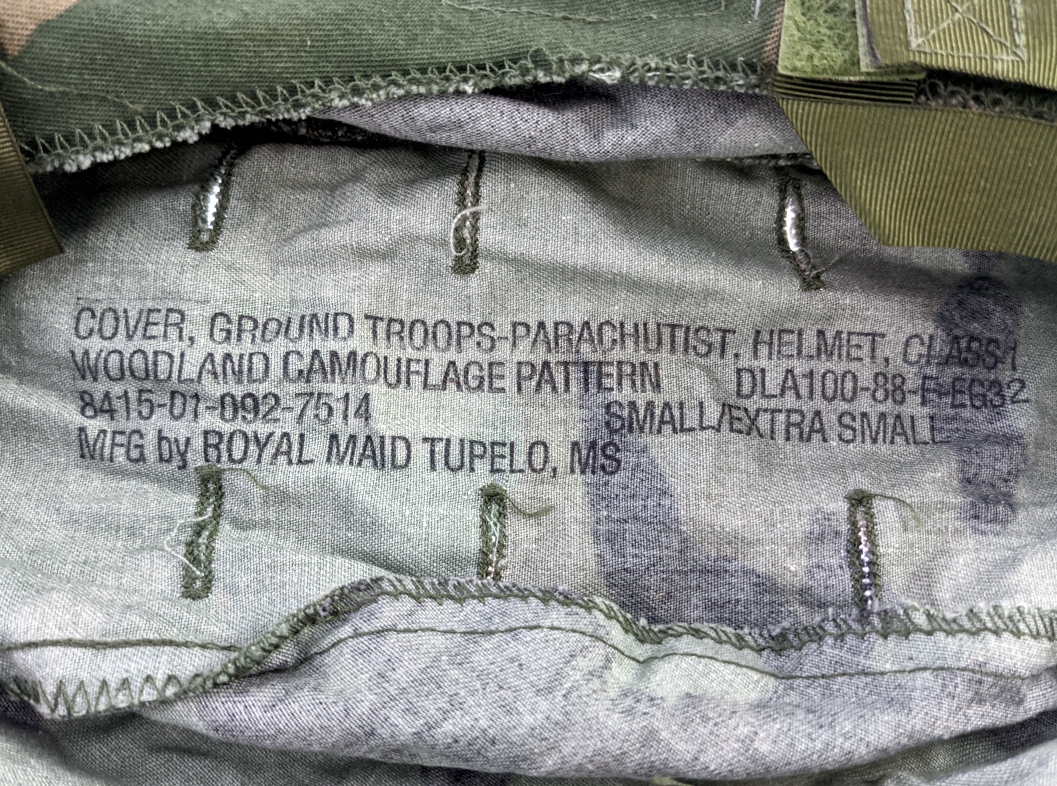 COVER, GROUND TROOPS-PARACHUTIST, HELMET, CLASS 1
WOODLAND CAMOUFLAGE PATTERN DLA100-88-F-EG32
8415-01-092-7514 SMALL/EXTRA SMALL
MFG by ROYAL MAID TUPELO, MS